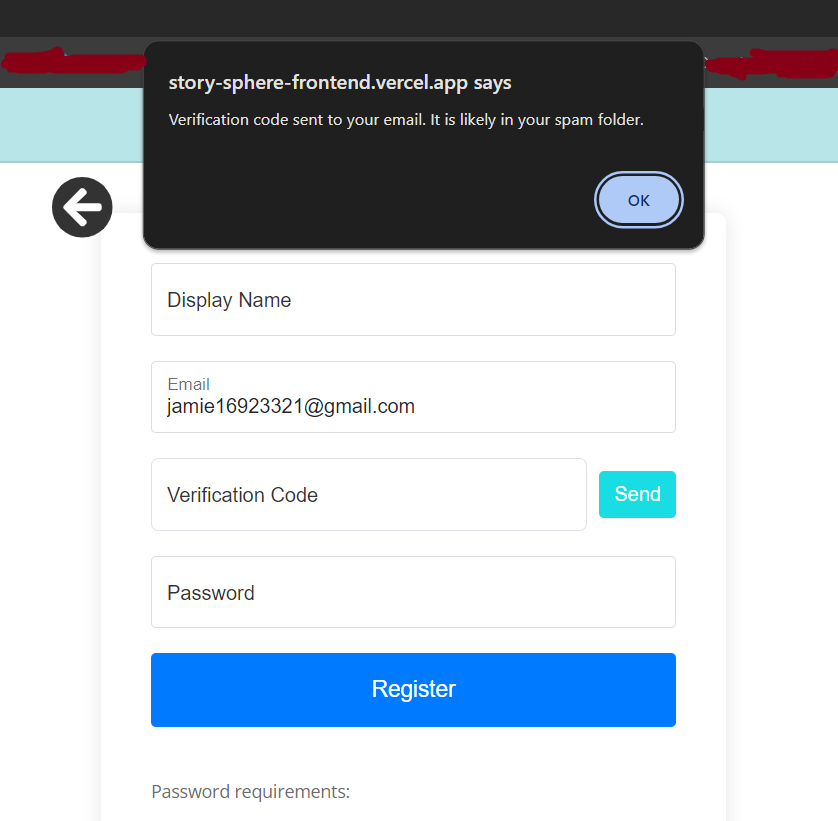 story-sphere-frontend.vercel.app says
Verification code sent to your email. It is likely in your spam folder.
OK
Display Name
Email
jamie16923321@gmail.com
Verification Code
Send
Password
Register
Password requirements: